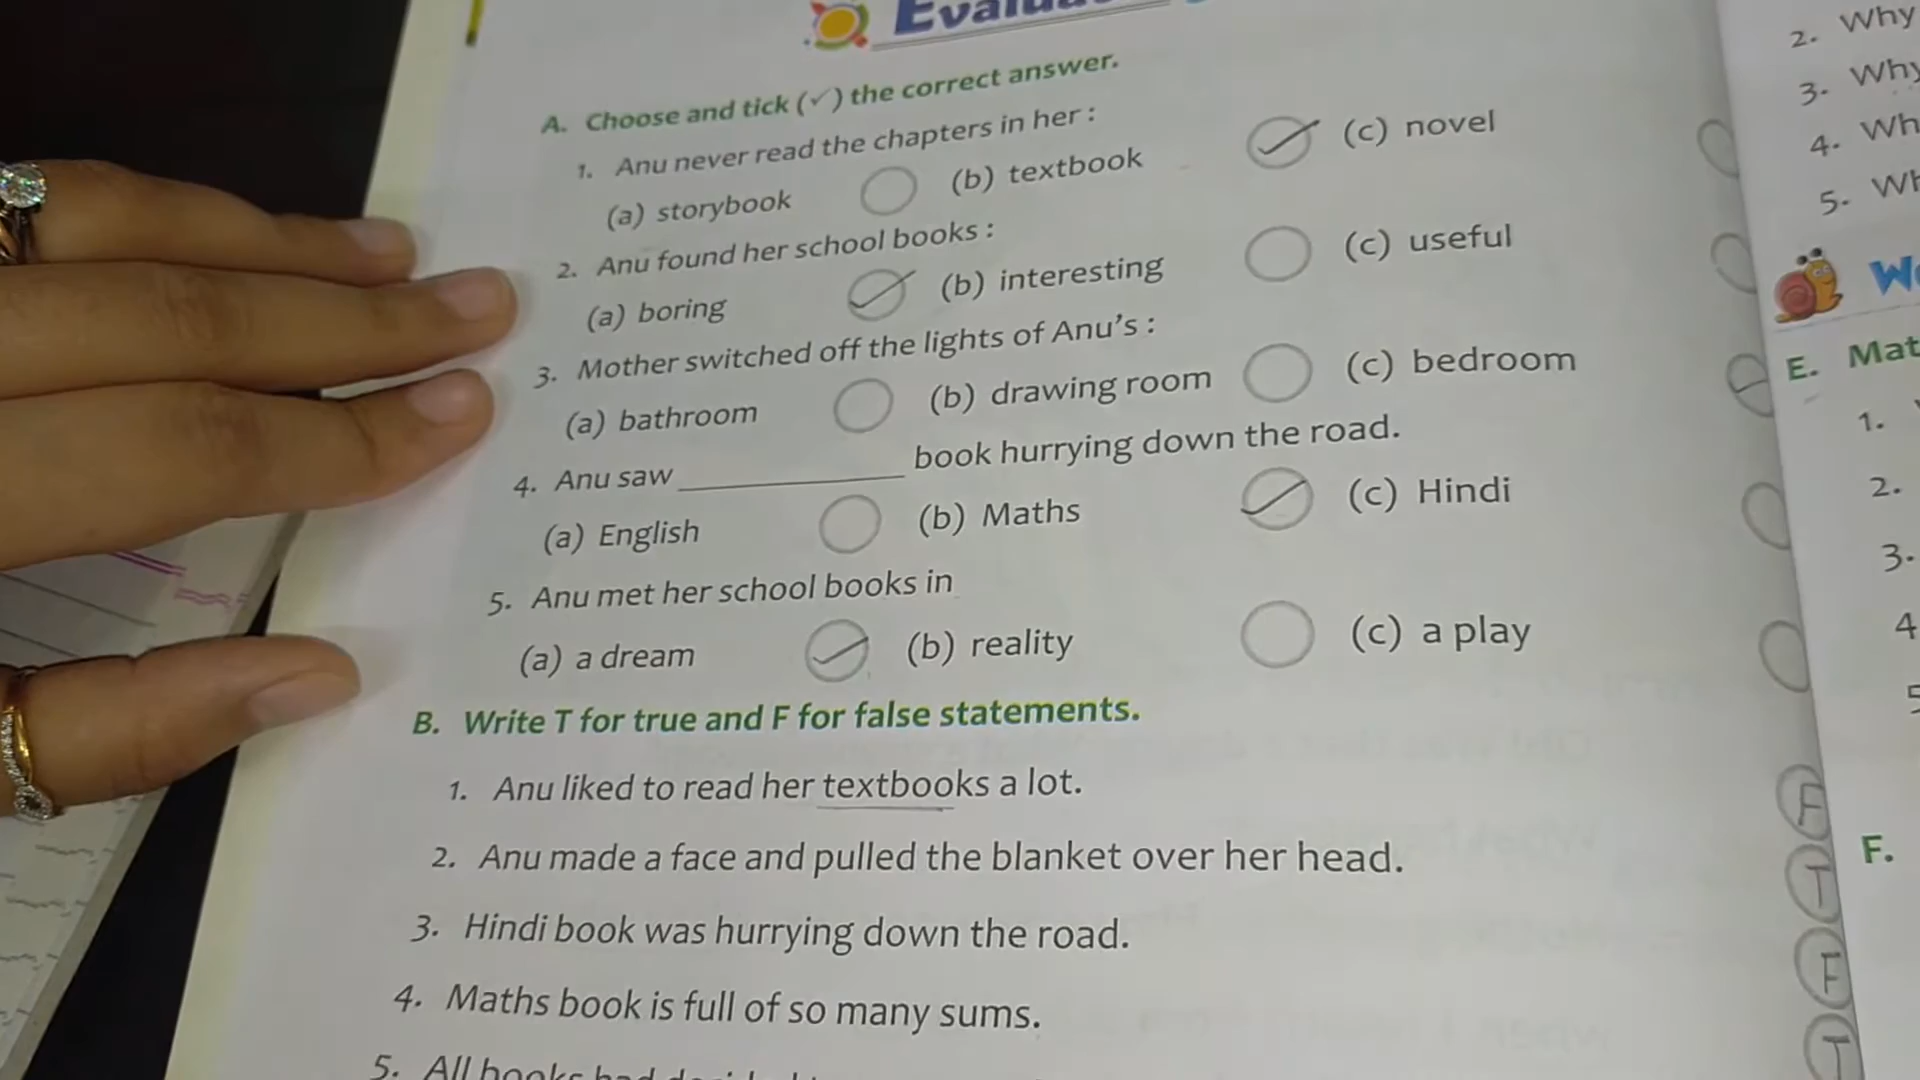 A. Choose and tick (✓) the correct answer.
1. Anu never read the chapters in her :
(a) storybook (b) textbook ✓ (c) novel
2. Anu found her school books :
(a) boring ✓ (b) interesting (c) useful
3. Mother switched off the lights of Anu's :
(a) bathroom (b) drawing room (c) bedroom
4. Anu saw ______________ book hurrying down the road.
(a) English (b) Maths ✓ (c) Hindi
5. Anu met her school books in
(a) a dream ✓ (b) reality (c) a play
B. Write T for true and F for false statements.
1. Anu liked to read her textbooks a lot. F
2. Anu made a face and pulled the blanket over her head. T
3. Hindi book was hurrying down the road. F
4. Maths book is full of so many sums. T
5. All books had
2. Why
3. Why
4.
5.
E.
1.
2.
3.
4
F.